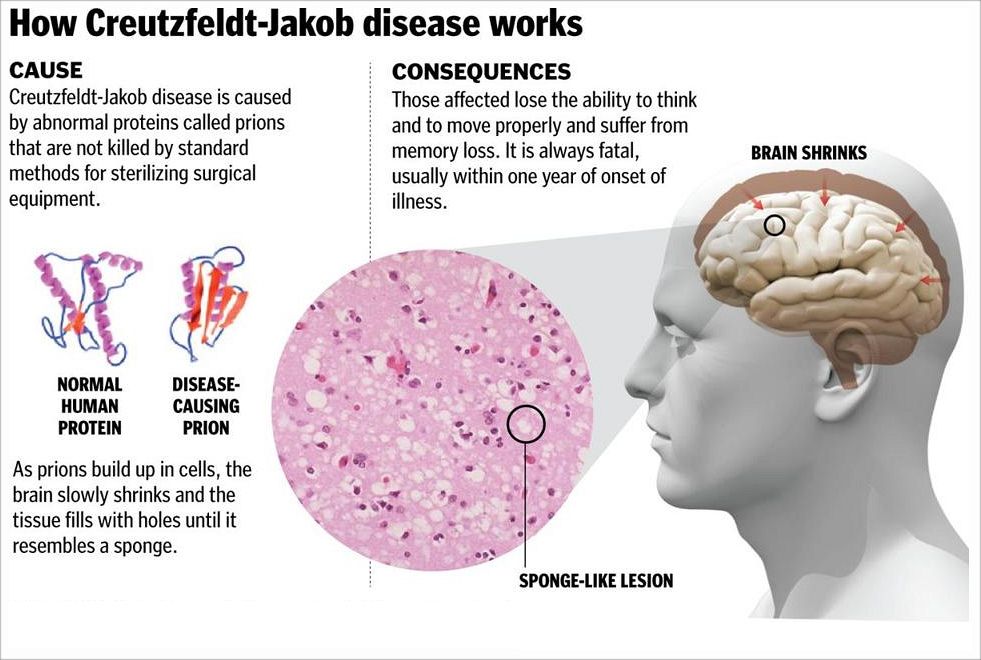 How Creutzfeldt-Jakob disease works
CAUSE
Creutzfeldt-Jakob disease is caused
by abnormal proteins called prions
that are not killed by standard
methods for sterilizing surgical
equipment.
NORMAL
HUMAN
PROTEIN
DISEASE-
CAUSING
PRION
As prions build up in cells, the
brain slowly shrinks and the
tissue fills with holes until it
resembles a sponge.
CONSEQUENCES
Those affected lose the ability to think
and to move properly and suffer from
memory loss. It is always fatal,
usually within one year of onset of
illness.
BRAIN SHRINKS
SPONGE-LIKE LESION